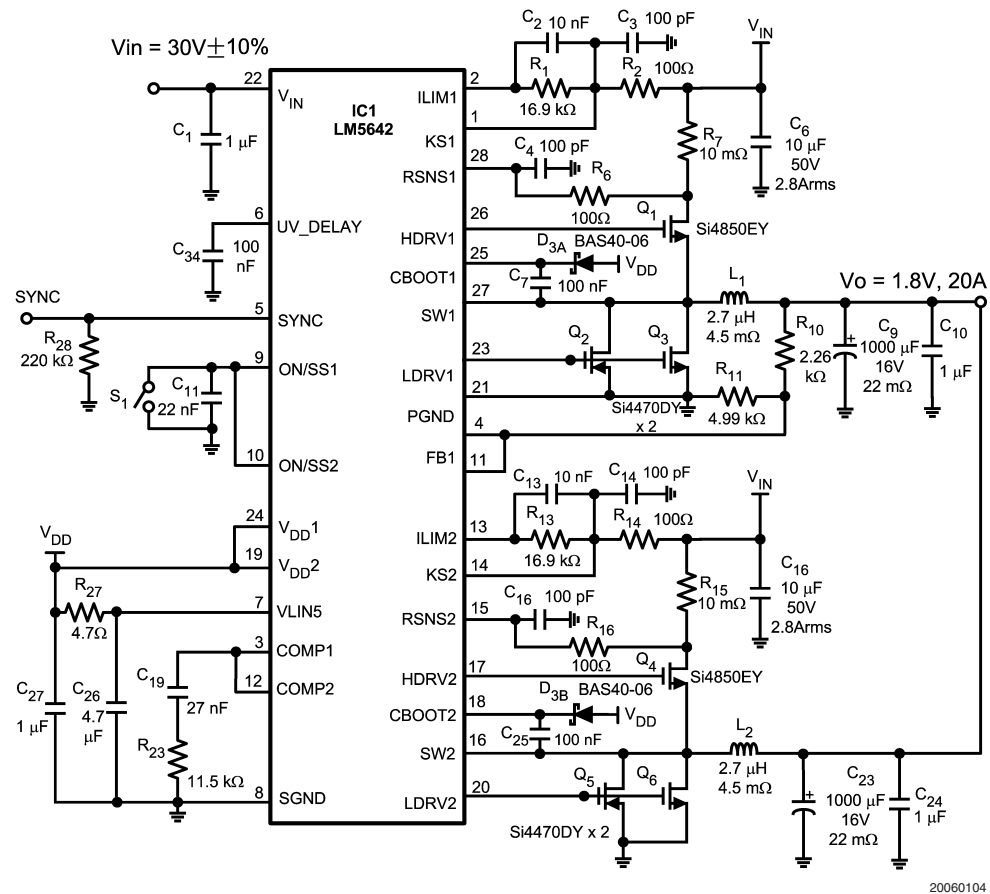 Vin = 30V±10%
C1
1 µF
22
VIN
IC1
LM5642
6
UV_DELAY
C34
100
nF
SYNC
R28
220 kΩ
5
SYNC
9
ON/SS1
S1
C11
22 nF
10
ON/SS2
VDD
24
VDD1
19
VDD2
R27
4.7Ω
7
VLIN5
3
COMP1
12
COMP2
C19
27 nF
C27
1 µF
C26
4.7
µF
R23
11.5 kΩ
8
SGND
C2 10 nF
C3
100 pF
VIN
2
ILIM1
R1
16.9 kΩ
R2
100Ω
1
KS1
R7
10 mΩ
C6
10 µF
50V
2.8Arms
28
RSNS1
C4 100 pF
R6
100Ω
Q1
Si4850EY
26
HDRV1
D3A BAS40-06
VDD
25
CBOOT1
C7
100 nF
27
SW1
L1
2.7 µH
4.5 mΩ
Vo = 1.8V, 20A
R10
2.26
kΩ
+
C9
1000 µF
16V
22 mΩ
C10
1 µF
23
LDRV1
Q2
Q3
Si4470DY
x 2
21
PGND
R11
4.99 kΩ
4
FB1
11
C13 10 nF
C14 100 pF
VIN
13
ILIM2
R13
16.9 kΩ
R14
100Ω
14
KS2
R15
10 mΩ
C16
10 µF
50V
2.8Arms
15
RSNS2
C16 100 pF
R16
100Ω
Q4
Si4850EY
17
HDRV2
D3B BAS40-06
VDD
18
CBOOT2
C25 100 nF
16
SW2
L2
2.7 µH
4.5 mΩ
20
LDRV2
Q5
Q6
Si4470DY x 2
+
C23
1000 µF
16V
22 mΩ
C24
1 µF
20060104